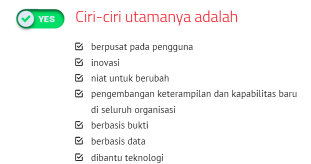 YES
Ciri-ciri utamanya adalah
berpusat pada pengguna
inovasi
niat untuk berubah
pengembangan keterampilan dan kapabilitas baru
di seluruh organisasi
berbasis bukti
berbasis data
dibantu teknologi